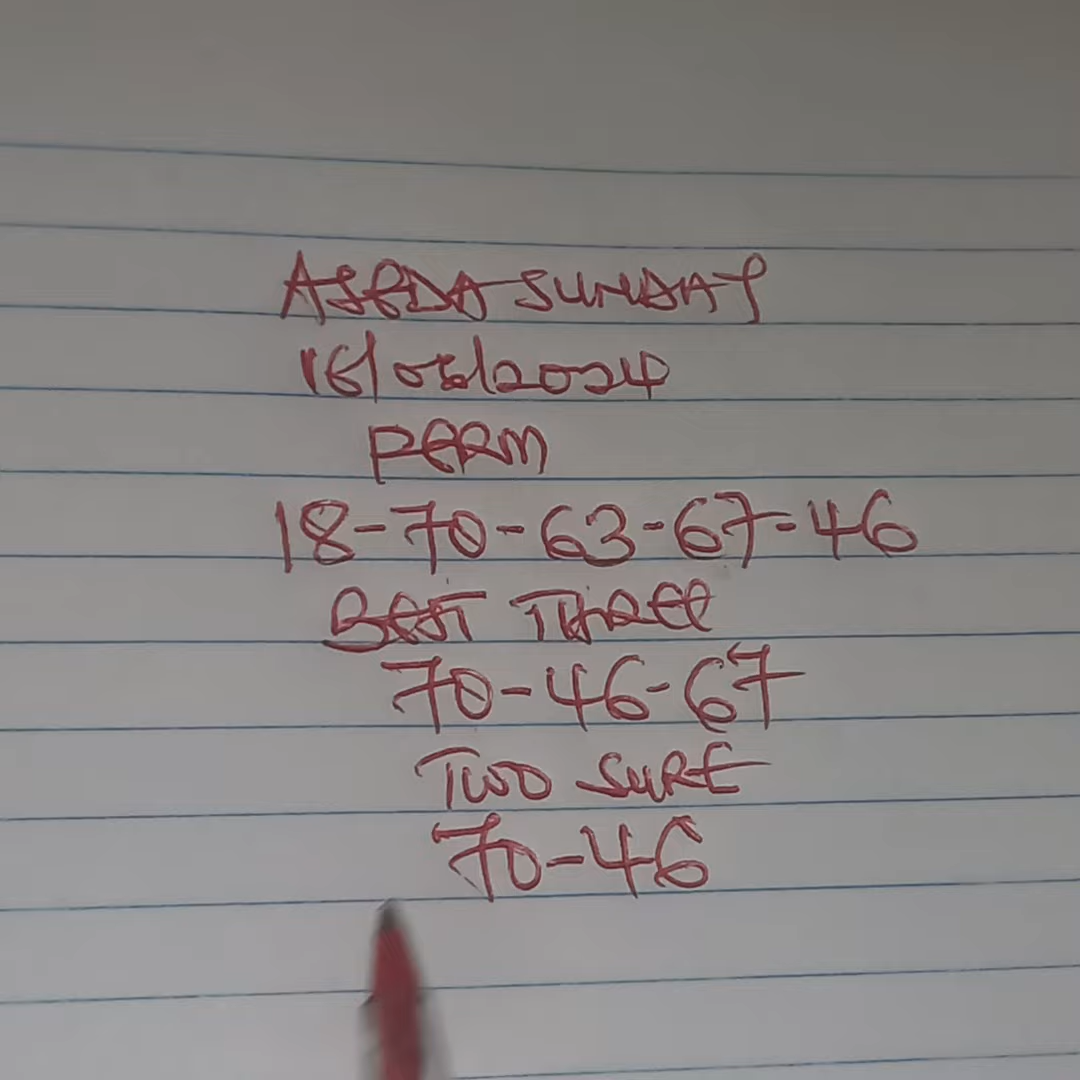 ASEDA SUNDAY
16/06/2024
PERM
18-70-63-67-46
BEST THREE
70-46-67
TWO SURE
70-46